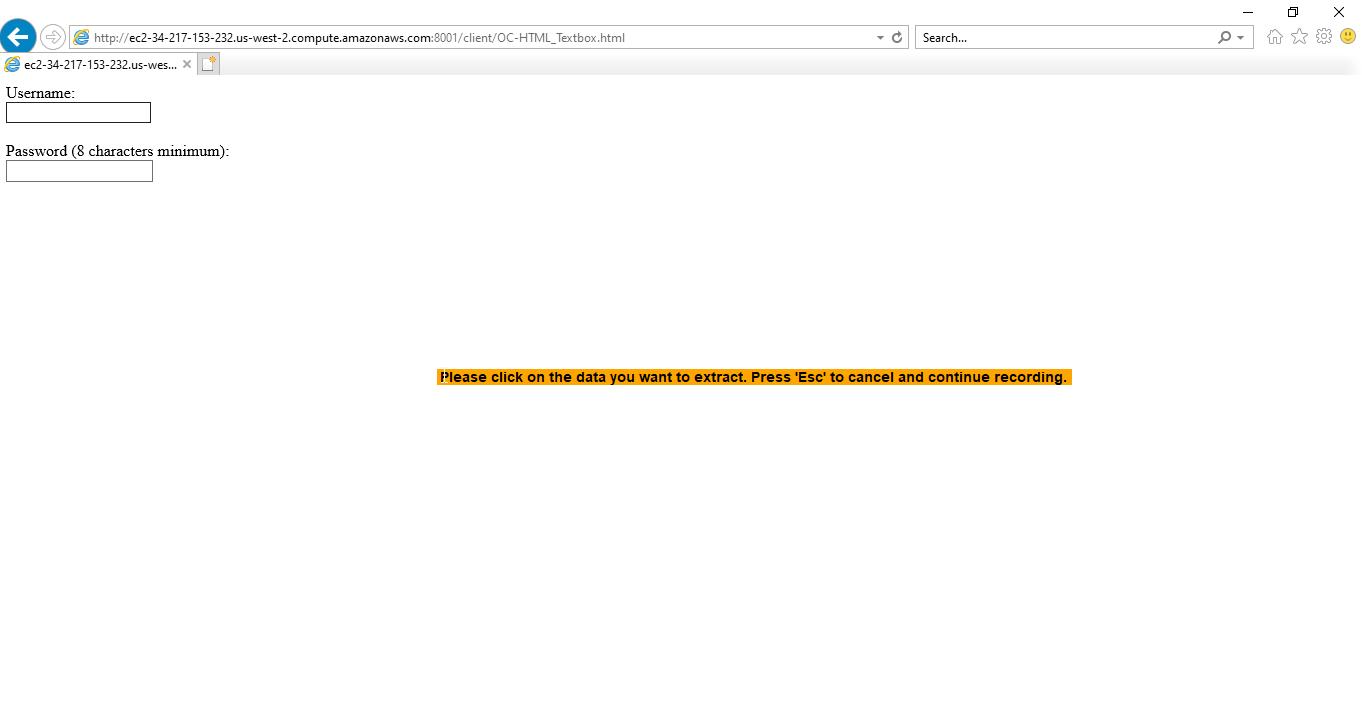 http://ec2-34-217-153-232.us-west-2.compute.amazonaws.com:8001/client/OC-HTML_Textbox.html
Search...
ec2-34-217-153-232.us-wes...
Username:
Password (8 characters minimum):
Please click on the data you want to extract. Press 'Esc' to cancel and continue recording.